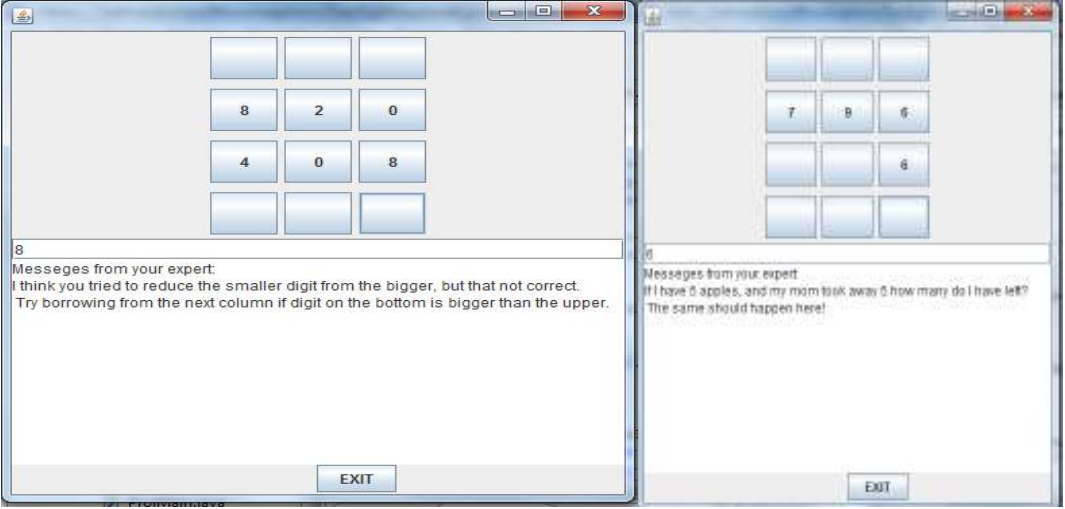 8 2 0
4 0 8
8
Messeges from your expert:
I think you tried to reduce the smaller digit from the bigger, but that not correct.
Try borrowing from the next column if digit on the bottom is bigger than the upper.
EXIT
7 9 6
6
6
Messeges from your expert
If I have 6 apples, and my mom took away 6 how many do I have left?
The same should happen here!
EXIT